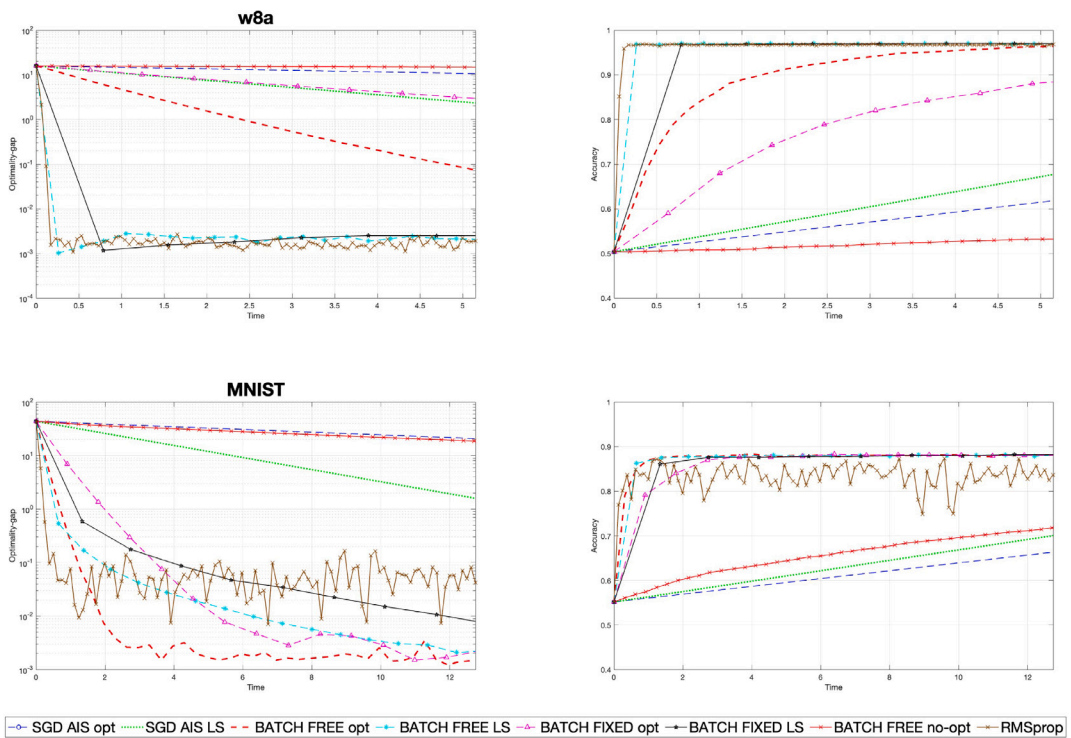 w8a
10^2
10^1
10^0
10^-1
10^-2
10^-3
10^-4
Optimality-gap
0 0.5 1 1.5 2 2.5 3 3.5 4 4.5 5
Time
1
0.9
0.8
0.7
0.6
0.5
0.4
Accuracy
0 0.5 1 1.5 2 2.5 3 3.5 4 4.5 5
Time
MNIST
10^2
10^1
10^0
10^-1
10^-2
10^-3
Optimality-gap
0 2 4 6 8 10 12
Time
1
0.9
0.8
0.7
0.6
0.5
0.4
Accuracy
0 2 4 6 8 10 12
Time
SGD AIS opt SGD AIS LS BATCH FREE opt BATCH FREE LS BATCH FIXED opt BATCH FIXED LS BATCH FREE no-opt RMSprop